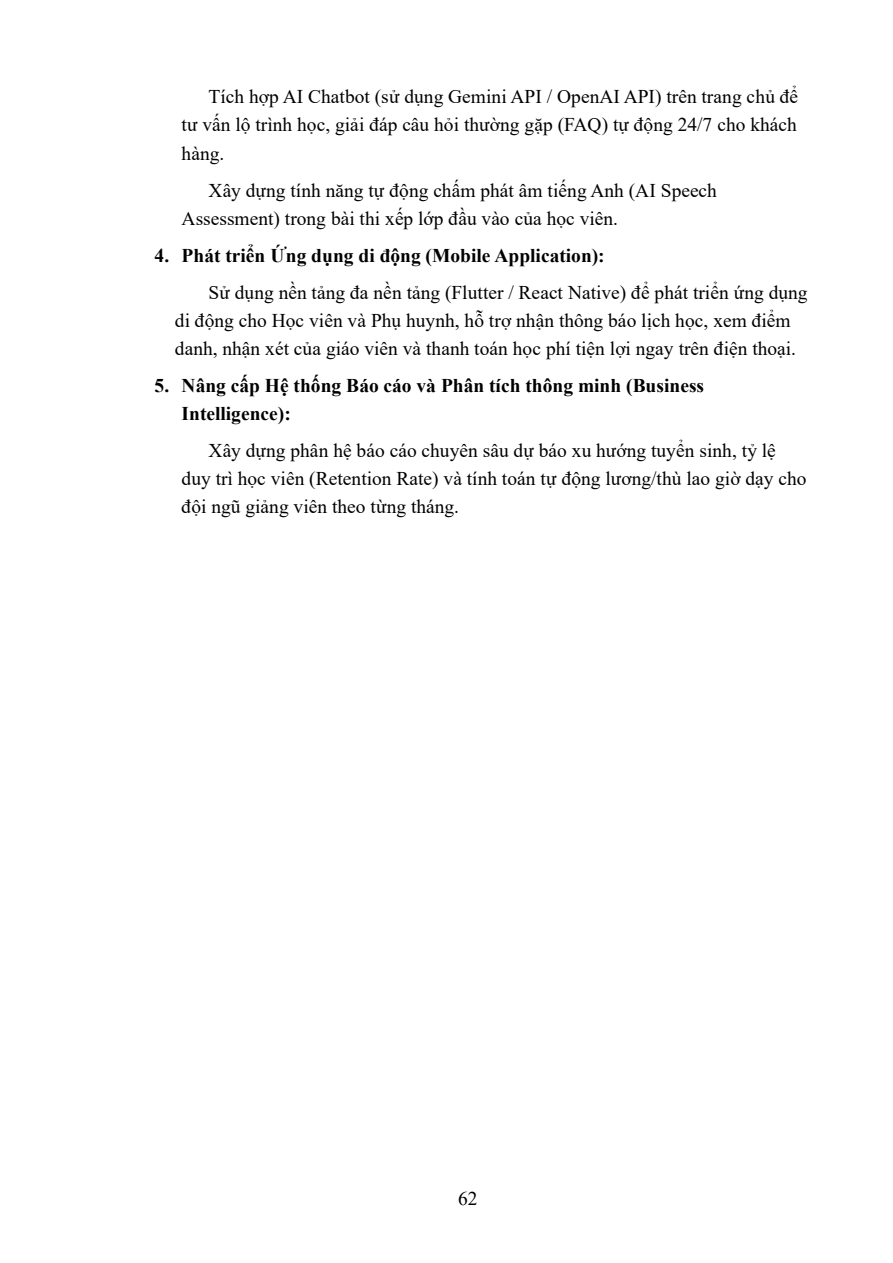 Tích hợp AI Chatbot (sử dụng Gemini API / OpenAI API) trên trang chủ để
tư vấn lộ trình học, giải đáp câu hỏi thường gặp (FAQ) tự động 24/7 cho khách
hàng.
Xây dựng tính năng tự động chấm phát âm tiếng Anh (AI Speech
Assessment) trong bài thi xếp lớp đầu vào của học viên.
4. Phát triển Ứng dụng di động (Mobile Application):
Sử dụng nền tảng đa nền tảng (Flutter / React Native) để phát triển ứng dụng
di động cho Học viên và Phụ huynh, hỗ trợ nhận thông báo lịch học, xem điểm
danh, nhận xét của giáo viên và thanh toán học phí tiện lợi ngay trên điện thoại.
5. Nâng cấp Hệ thống Báo cáo và Phân tích thông minh (Business
Intelligence):
Xây dựng phân hệ báo cáo chuyên sâu dự báo xu hướng tuyển sinh, tỷ lệ
duy trì học viên (Retention Rate) và tính toán tự động lương/thù lao giờ dạy cho
đội ngũ giảng viên theo từng tháng.
62